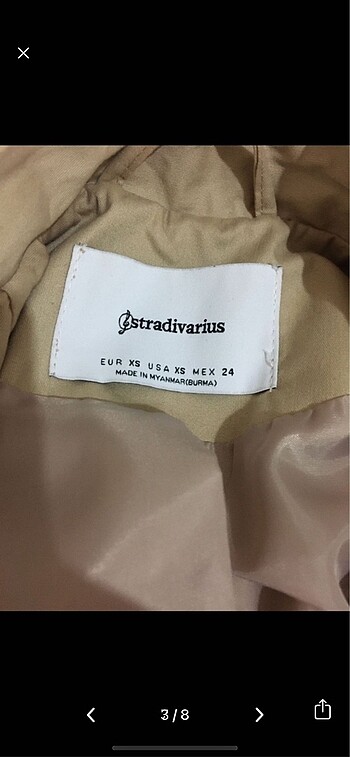 stradivarius
EUR XS USA XS MEX 24
MADE IN MYANMAR(BURMA)
3/8